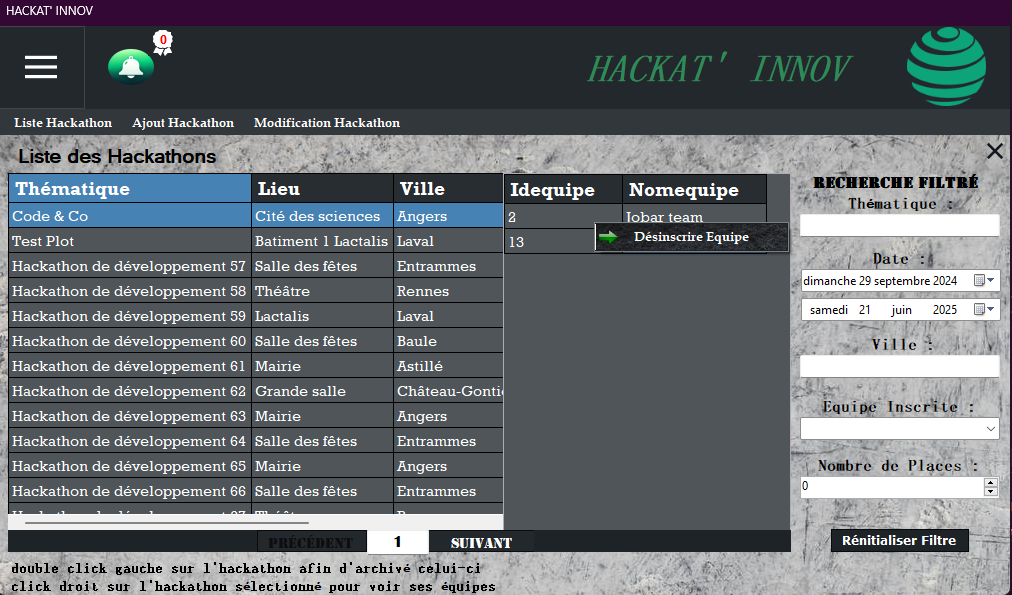 HACKAT' INNOV
0
HACKAT' INNOV
Liste Hackathon Ajout Hackathon Modification Hackathon
Liste des Hackathons
Thématique Lieu Ville
Code & Co Cité des sciences Angers
Test Plot Batiment 1 Lactalis Laval
Hackathon de développement 57 Salle des fêtes Entrammes
Hackathon de développement 58 Théâtre Rennes
Hackathon de développement 59 Lactalis Laval
Hackathon de développement 60 Salle des fêtes Baule
Hackathon de développement 61 Mairie Astillé
Hackathon de développement 62 Grande salle Château-Gonti
Hackathon de développement 63 Mairie Angers
Hackathon de développement 64 Salle des fêtes Entrammes
Hackathon de développement 65 Mairie Angers
Hackathon de développement 66 Salle des fêtes Entrammes
Idequipe Nomequipe
2 Jobar team
13
Désinscrire Equipe
RECHERCHE FILTRÉ
Thématique :
Date :
dimanche 29 septembre 2024
samedi 21 juin 2025
Ville :
Equipe Inscrite :
Nombre de Places :
0
Rénitialiser Filtre
PRÉCÉDENT 1 SUIVANT
double click gauche sur l'hackathon afin d'archivé celui-ci
click droit sur l'hackathon sélectionné pour voir ses équipes